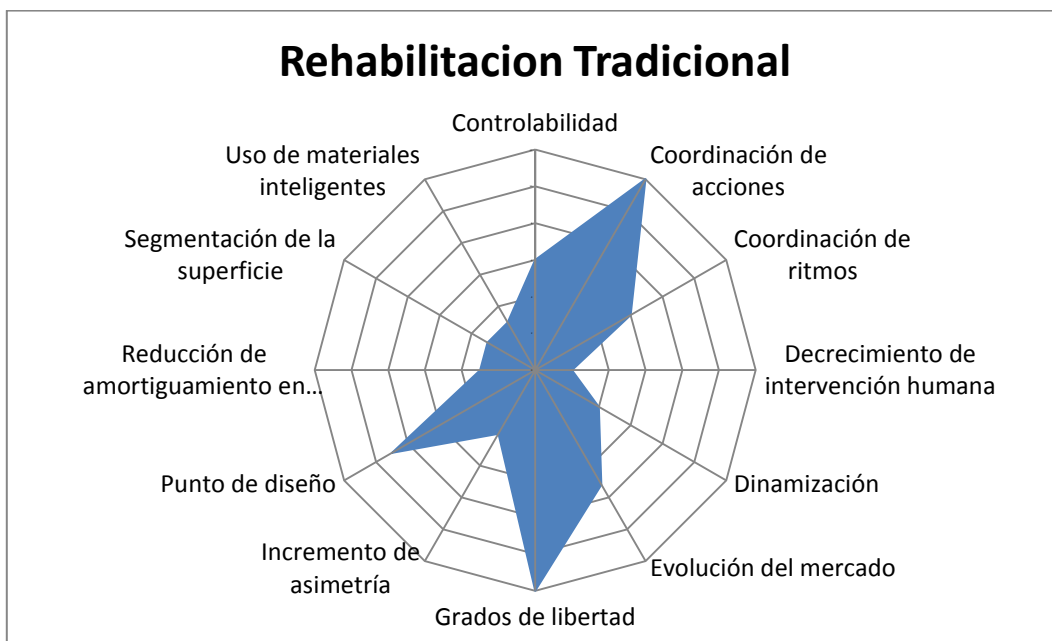 Rehabilitacion Tradicional
Controlabilidad
Coordinación de
acciones
Coordinación de
ritmos
Decrecimiento de
intervención humana
Dinamización
Evolución del mercado
Grados de libertad
Incremento de
asimetría
Punto de diseño
Reducción de
amortiguamiento en...
Segmentación de la
superficie
Uso de materiales
inteligentes